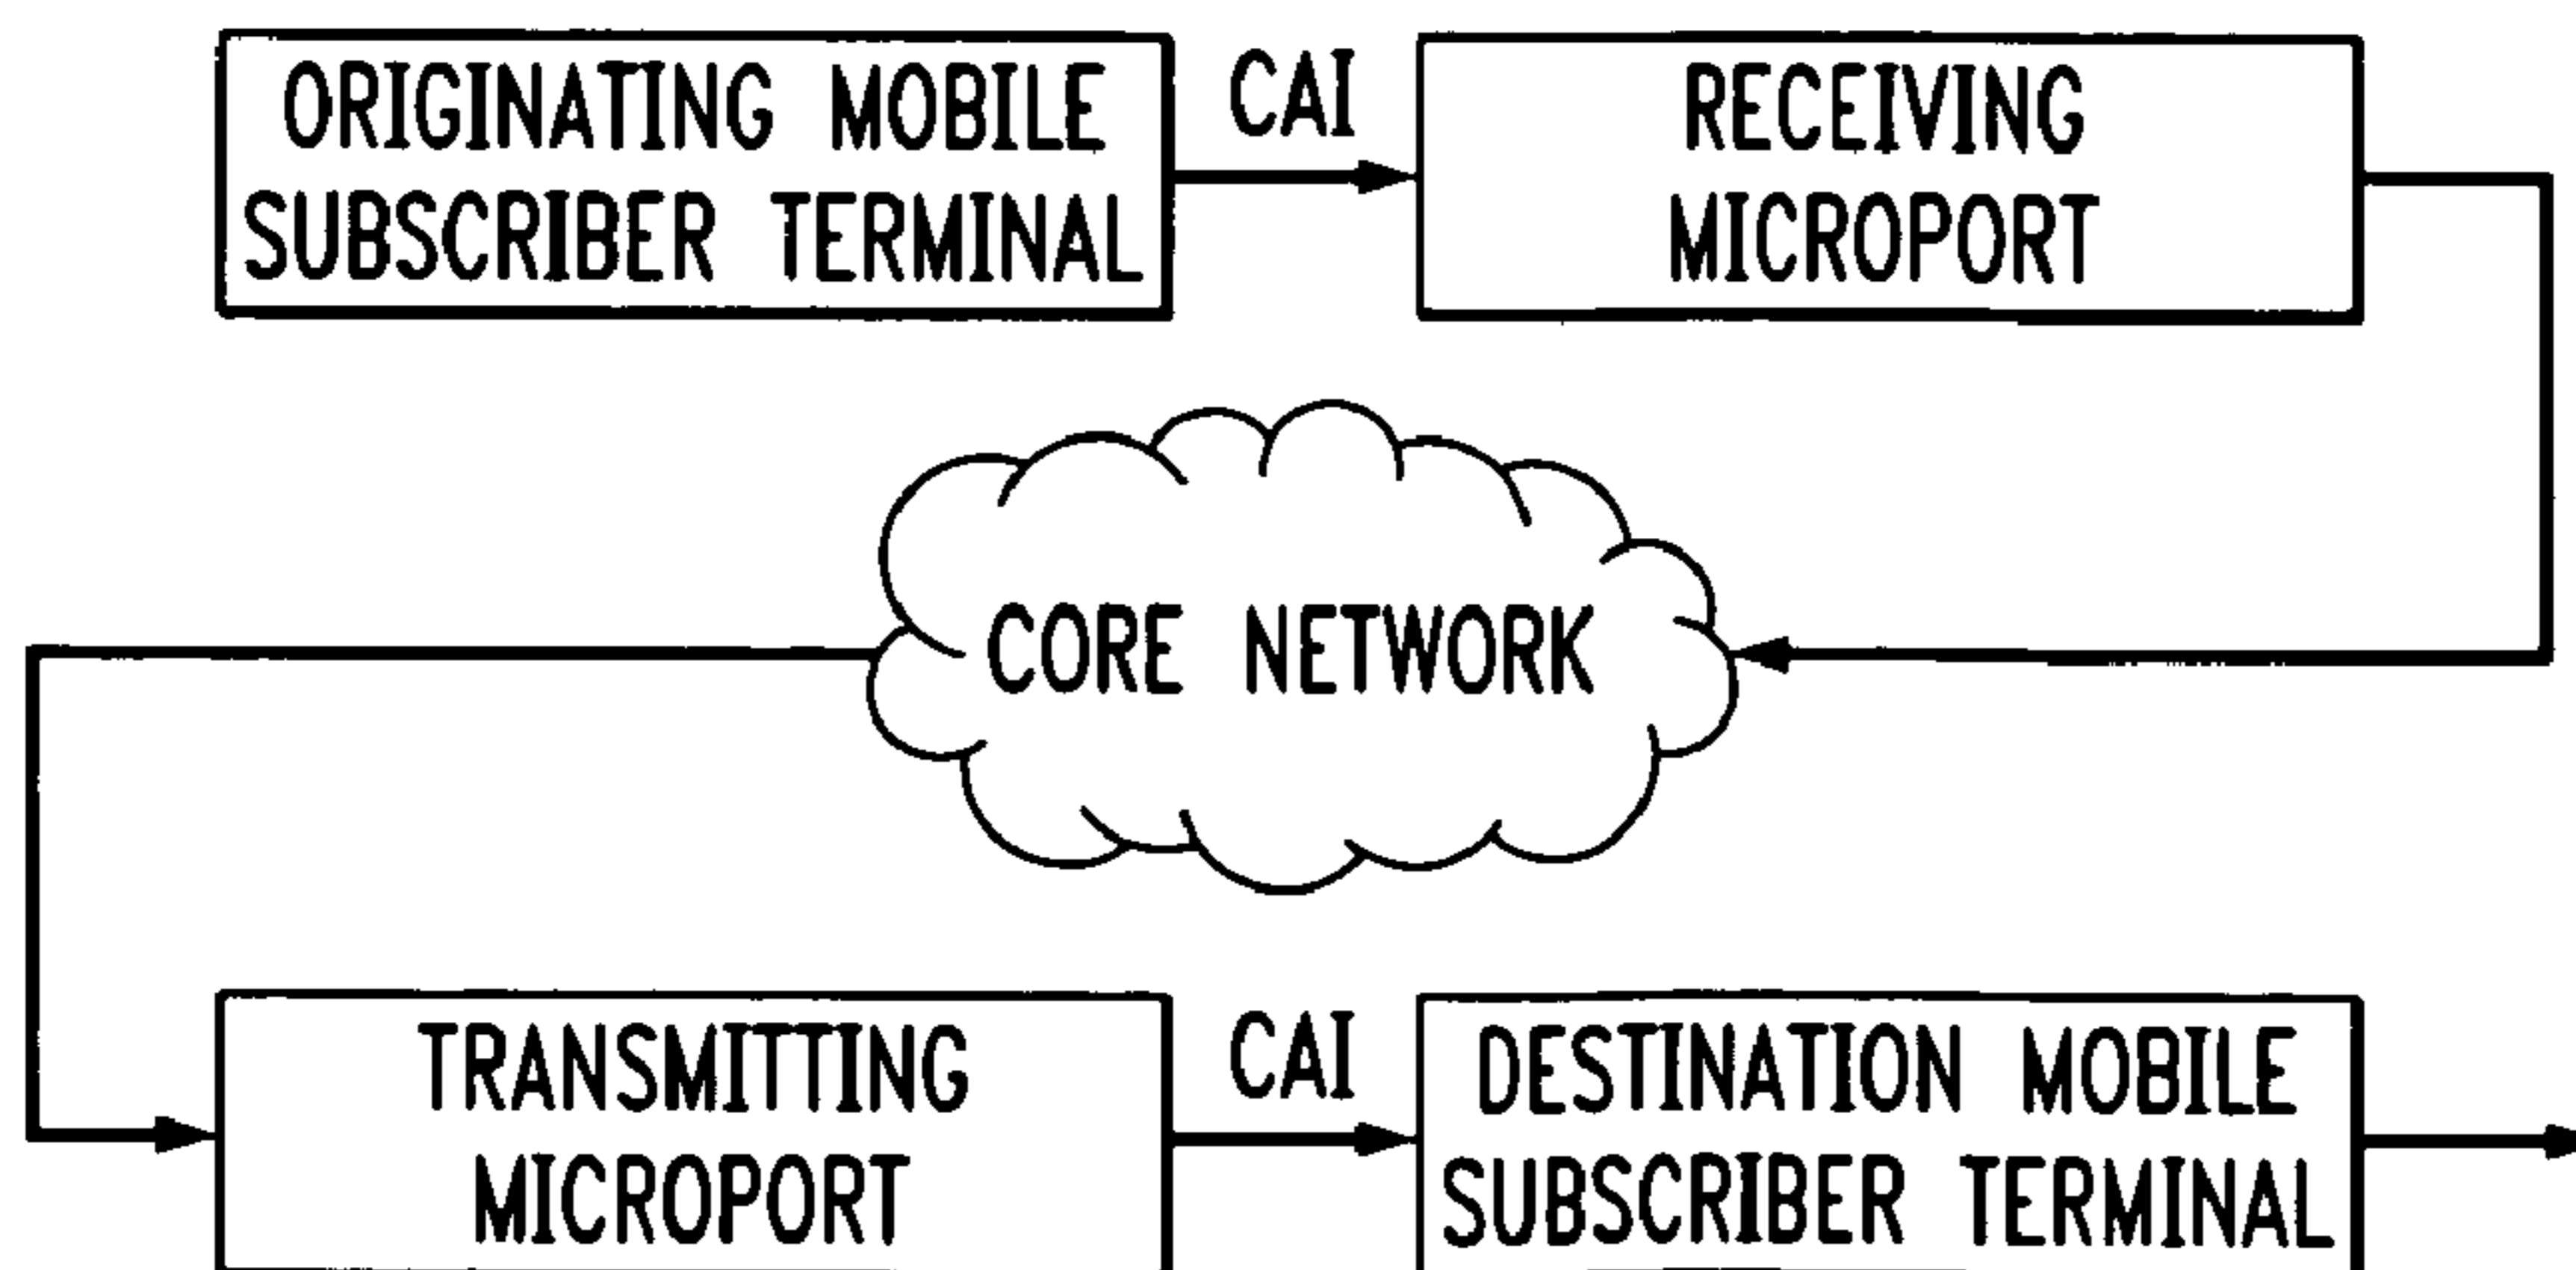 ORIGINATING MOBILE
SUBSCRIBER TERMINAL
CAI
RECEIVING
MICROPORT
CORE NETWORK
TRANSMITTING
MICROPORT
CAI
DESTINATION MOBILE
SUBSCRIBER TERMINAL